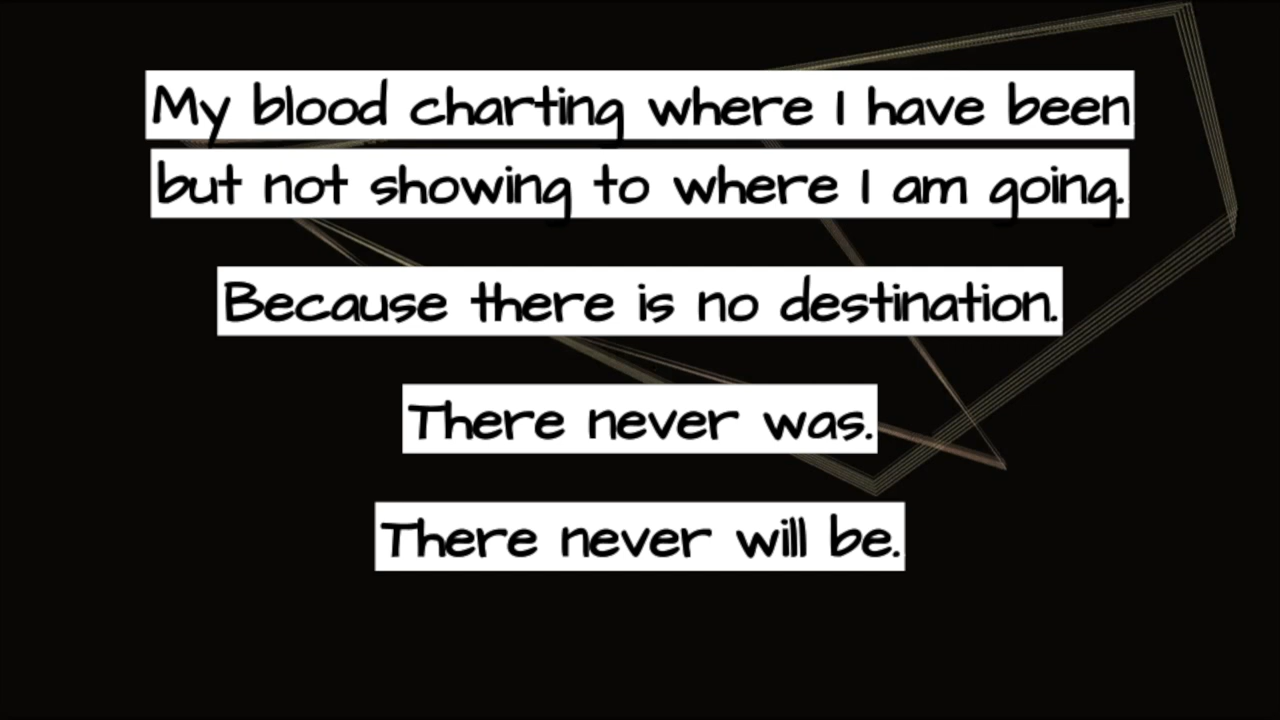 My blood charting where I have been
but not showing to where I am going.
Because there is no destination.
There never was.
There never will be.